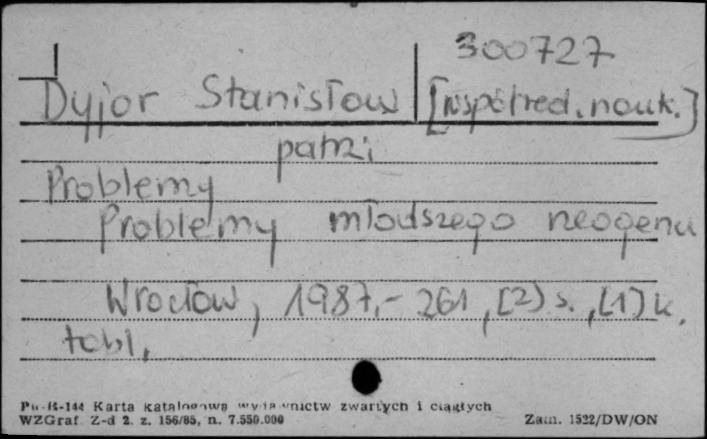 300727
Dyjor Stanisław [współred. nauk.]
patrz:
Problemy
Problemy młodszego neogenu
Wrocław, 1987.- 261, [2] s., [1] k.
tabl.
Pu-K-144 Karta katalogowa wydawnictw zwartych i ciągłych
WZGraf. Z-d 2. z. 156/85, n. 7.550.000 Zam. 1522/DW/ON